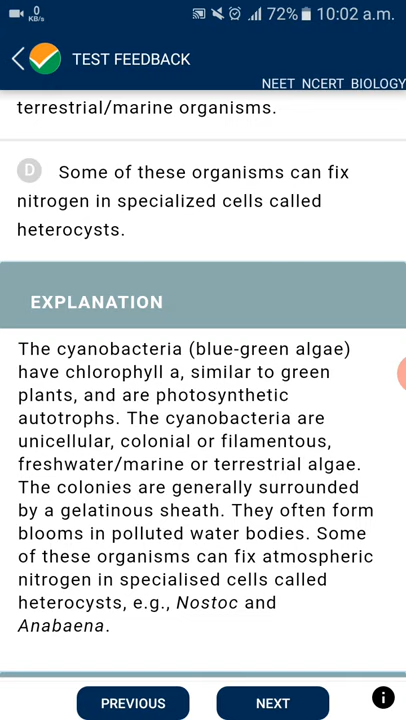 0
KB/s
72% 10:02 a.m.
TEST FEEDBACK
NEET NCERT BIOLOGY
terrestrial/marine organisms.
D Some of these organisms can fix
nitrogen in specialized cells called
heterocysts.
EXPLANATION
The cyanobacteria (blue-green algae)
have chlorophyll a, similar to green
plants, and are photosynthetic
autotrophs. The cyanobacteria are
unicellular, colonial or filamentous,
freshwater/marine or terrestrial algae.
The colonies are generally surrounded
by a gelatinous sheath. They often form
blooms in polluted water bodies. Some
of these organisms can fix atmospheric
nitrogen in specialised cells called
heterocysts, e.g., Nostoc and
Anabaena.
PREVIOUS NEXT